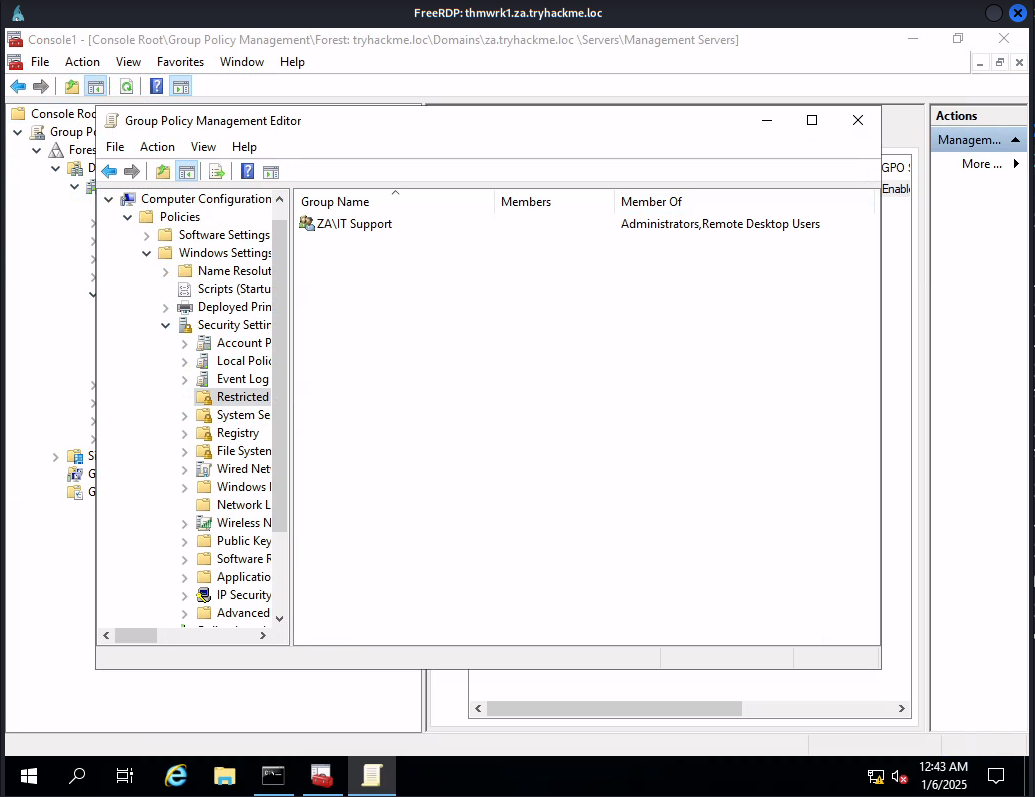 FreeRDP: thmwrk1.za.tryhackme.loc
Console1 - [Console Root\Group Policy Management\Forest: tryhackme.loc\Domains\za.tryhackme.loc \Servers\Management Servers]
File Action View Favorites Window Help
Console Roo
Group Po
Fores
D
Si
G
G
Group Policy Management Editor
File Action View Help
Computer Configuration
Policies
Software Settings
Windows Settings
Name Resolut
Scripts (Startu
Deployed Prin
Security Settin
Account P
Local Polic
Event Log
Restricted
System Se
Registry
File System
Wired Net
Windows
Network L
Wireless N
Public Key
Software R
Applicatio
IP Security
Advanced
Group Name Members Member Of
ZA\IT Support Administrators,Remote Desktop Users
GPO S
Enable
Actions
Managem...
More ...
12:43 AM
1/6/2025